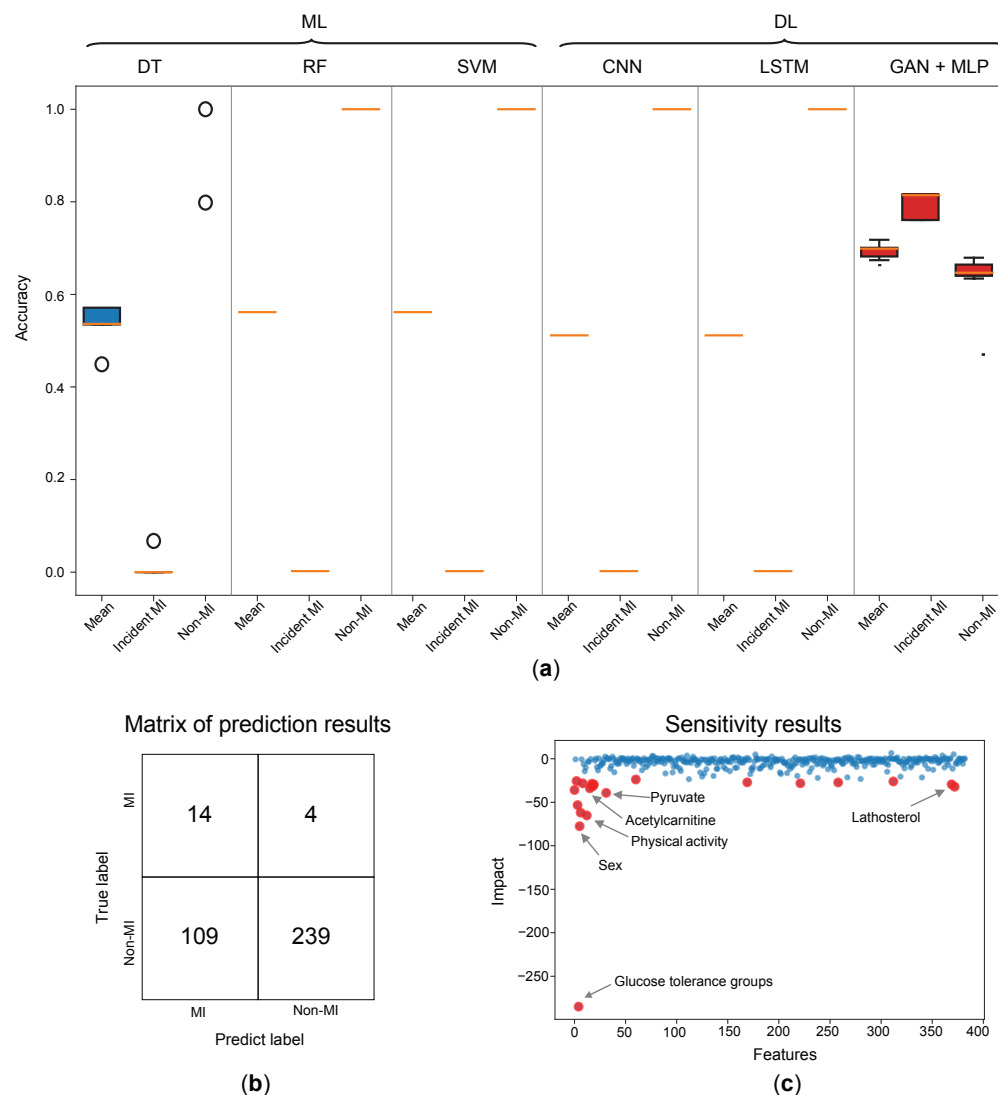 ML DL
DT RF SVM CNN LSTM GAN + MLP
1.0
0.8
0.6
0.4
0.2
0.0
Accuracy
Mean Incident MI Non-MI Mean Incident MI Non-MI Mean Incident MI Non-MI Mean Incident MI Non-MI Mean Incident MI Non-MI Mean Incident MI Non-MI
(a)
Matrix of prediction results
MI
14 4
True label
Non-MI
109 239
MI Non-MI
Predict label
(b)
Sensitivity results
0
−50
−100
−150
−200
−250
Impact
Pyruvate
Acetylcarnitine
Lathosterol
Physical activity
Sex
Glucose tolerance groups
0 50 100 150 200 250 300 350 400
Features
(c)